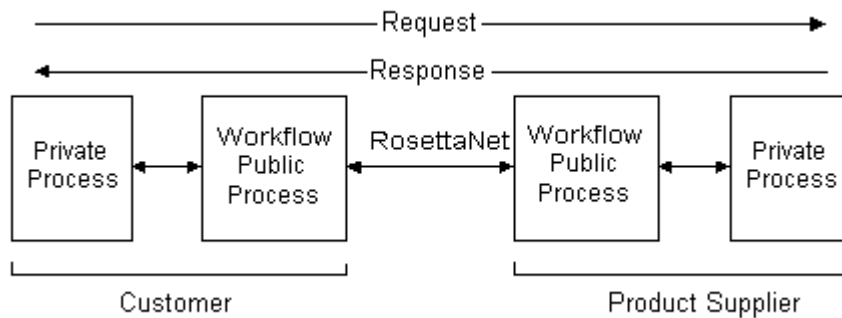 Request
Response
Private
Process
Workflow
Public
Process
RosettaNet
Workflow
Public
Process
Private
Process
Customer
Product Supplier